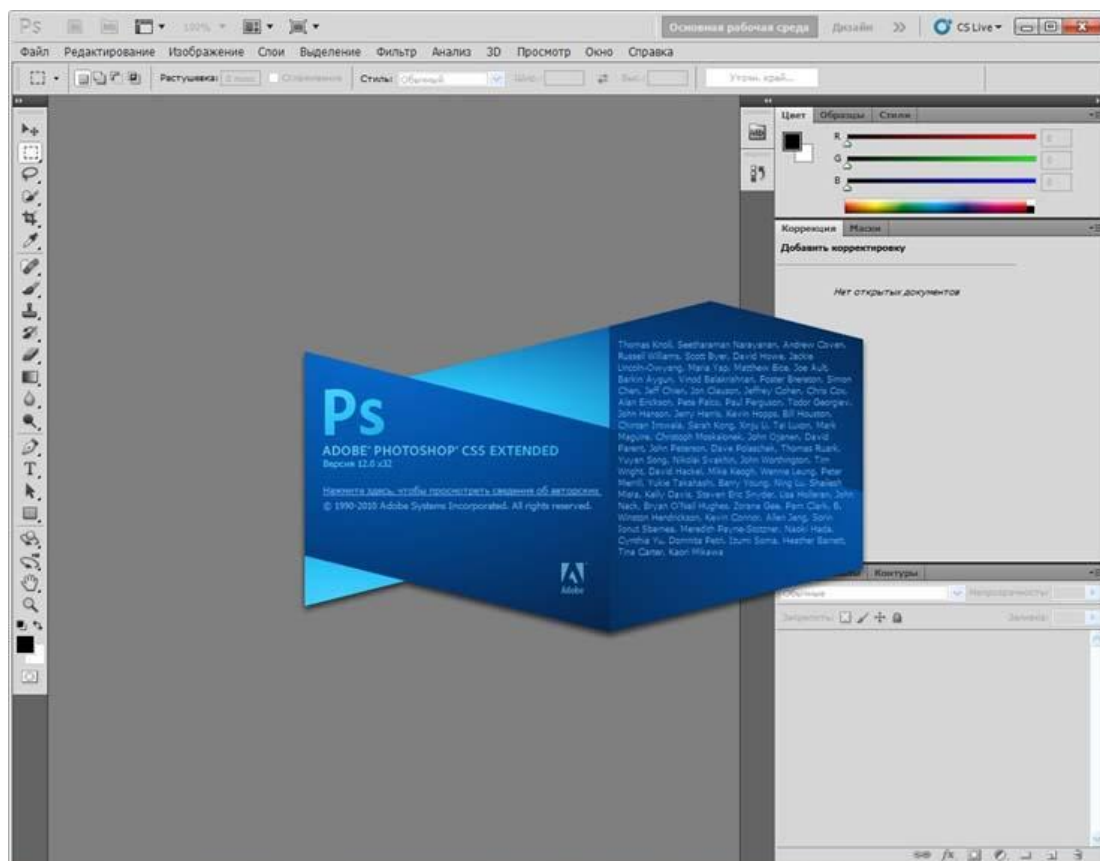 Ps 100% Основная рабочая среда Дизайн CS Live
Файл Редактирование Изображение Слои Выделение Фильтр Анализ 3D Просмотр Окно Справка
Растушевка: Сглаживание Стиль: Обычный Шир.: Выс.: Уточн. край...
Цвет Образцы Стили
R
G
B
Коррекция Маски
Добавить корректировку
Нет открытых документов
Ps
ADOBE® PHOTOSHOP® CS5 EXTENDED
Версия 12.0 x32
Нажмите здесь, чтобы просмотреть сведения об авторских
© 1990-2010 Adobe Systems Incorporated. All rights reserved.
Adobe
Thomas Knoll, Seetharaman Narayanan, Andrew Coven,
Russell Williams, Scott Byer, David Howe, Jackie
Lincoln-Owyang, Maria Yap, Matthew Bice, Joe Ault,
Barkin Aygun, Vinod Balakrishnan, Foster Brereton, Simon
Chen, Jeff Chien, Jon Clauson, Jeffrey Cohen, Chris Cox,
Alan Erickson, Pete Falco, Paul Ferguson, Todor Georgiev,
John Hanson, Jerry Harris, Kevin Hopps, Bill Houston,
Chintan Intwala, Sarah Kong, Xinju Li, Tai Luxon, Mark
Maguire, Christoph Moskalonek, John Ojanen, David
Parent, John Peterson, Dave Polaschek, Thomas Ruark,
Yuyan Song, Nikolai Svakhin, John Worthington, Tim
Wright, David Hackel, Mike Keogh, Wennie Leung, Peter
Merrill, Yukie Takahashi, Barry Young, Ning Lu, Shailesh
Misra, Kelly Davis, Steven Eric Snyder, Lisa Holleran, John
Nack, Bryan O'Neil Hughes, Zorana Gee, Pam Clark, B.
Winston Hendrickson, Kevin Connor, Allen Jeng, Sorin
Ionut Sbarnea, Meredith Payne-Stotzner, Naoki Hada,
Cynthia Yu, Domnita Petri, Izumi Soma, Heather Barrett,
Tina Carter, Kaori Mikawa
Контуры
Обычные Непрозрачность:
Закрепить: Заливка:
fx
T